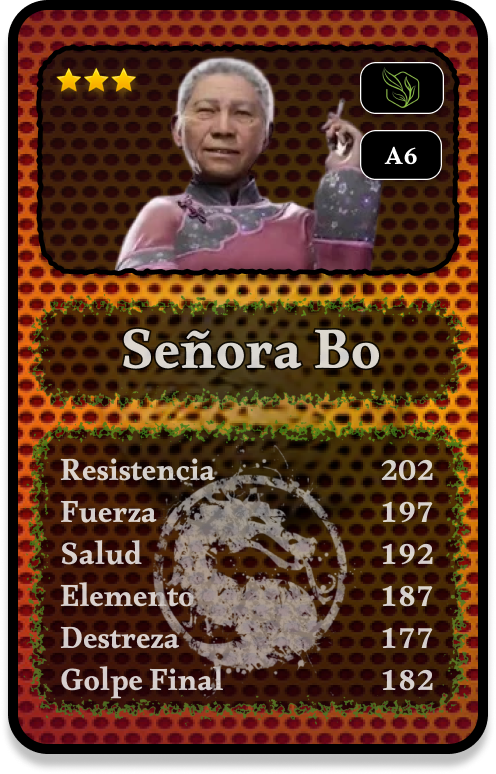 A6
Señora Bo
Resistencia 202
Fuerza 197
Salud 192
Elemento 187
Destreza 177
Golpe Final 182